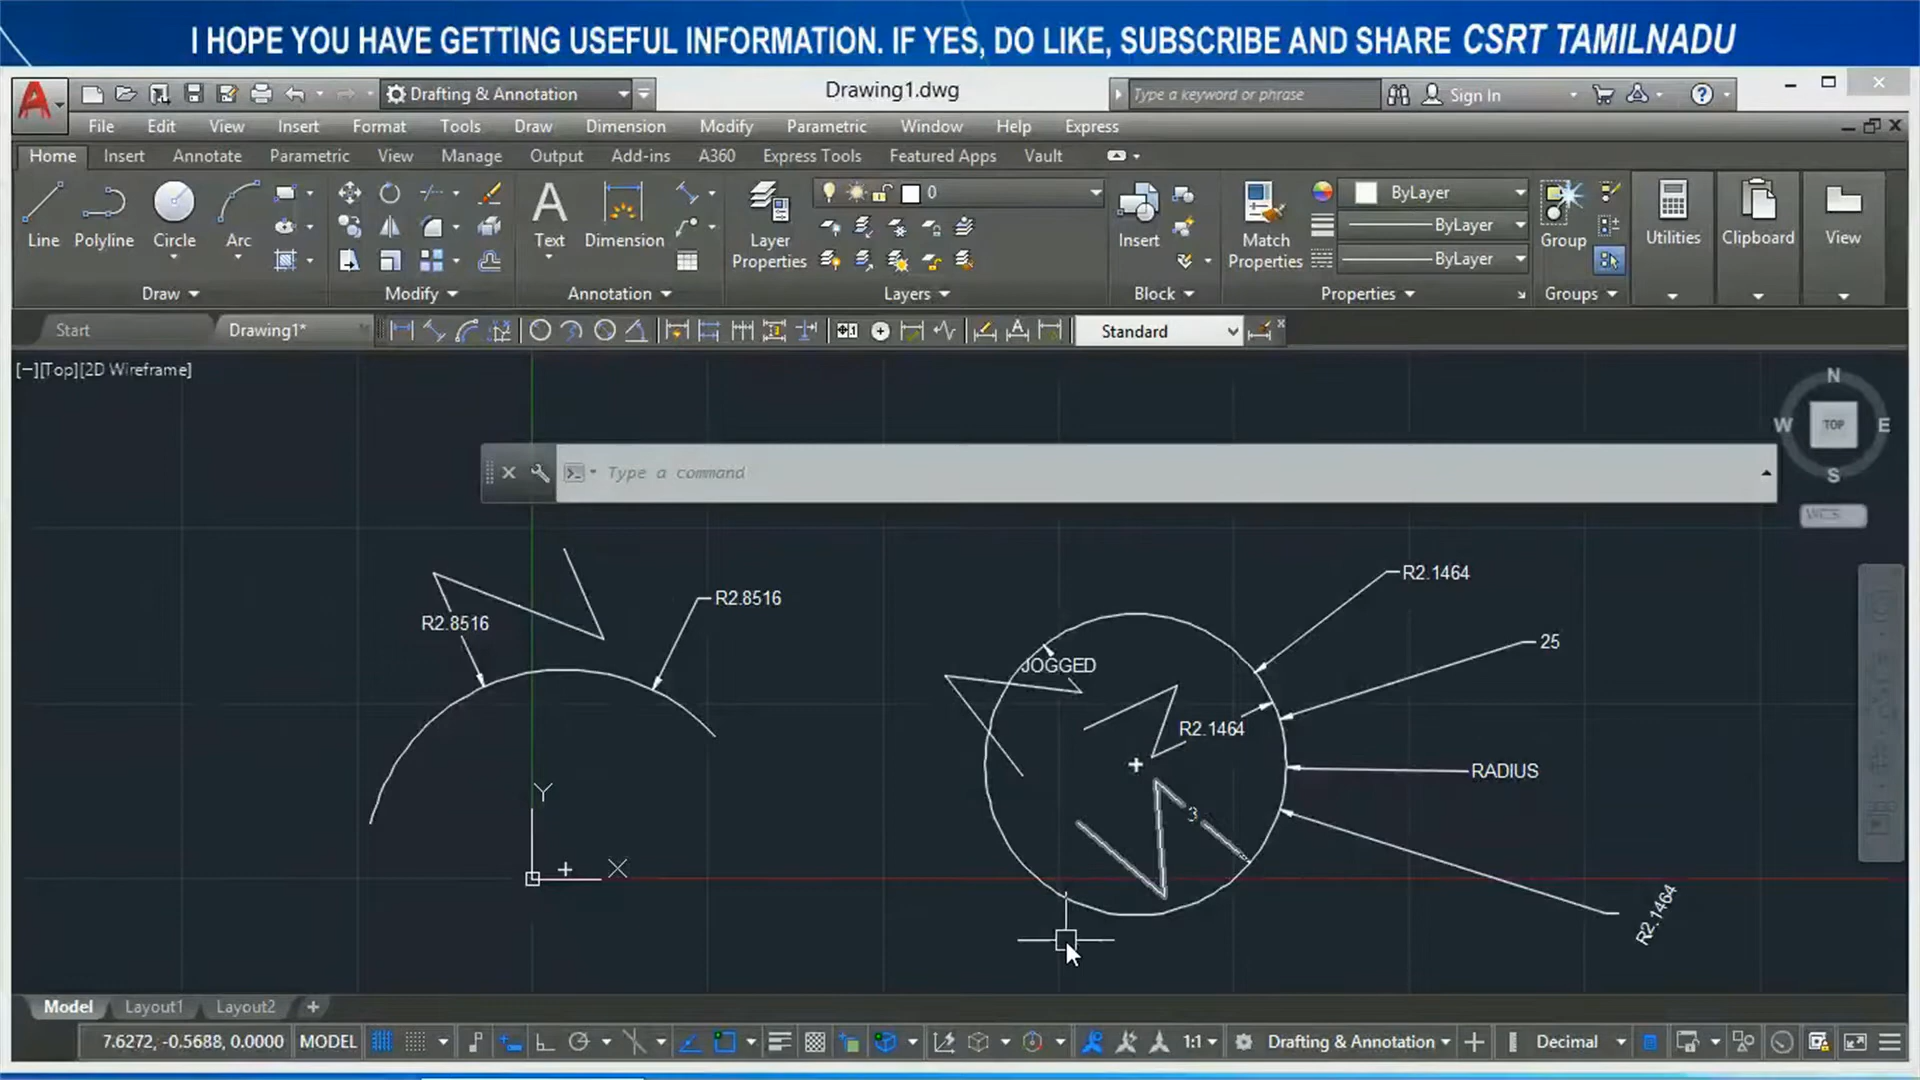 I HOPE YOU HAVE GETTING USEFUL INFORMATION. IF YES, DO LIKE, SUBSCRIBE AND SHARE CSRT TAMILNADU
Drafting & Annotation
Drawing1.dwg
Type a keyword or phrase
Sign In
File Edit View Insert Format Tools Draw Dimension Modify Parametric Window Help Express
Home Insert Annotate Parametric View Manage Output Add-ins A360 Express Tools Featured Apps Vault
0
ByLayer
ByLayer
ByLayer
Line Polyline Circle Arc
Text Dimension
Layer Properties
Insert
Match Properties
Group
Utilities Clipboard View
Draw Modify Annotation Layers Block Properties Groups
Start Drawing1* Standard
[−][Top][2D Wireframe]
N
W TOP E
S
WCS
Type a command
R2.8516
R2.8516
R2.1464
25
JOGGED
R2.1464
RADIUS
3
R2.1464
Y
X
Model Layout1 Layout2 +
7.6272, -0.5688, 0.0000 MODEL 1:1 Drafting & Annotation Decimal